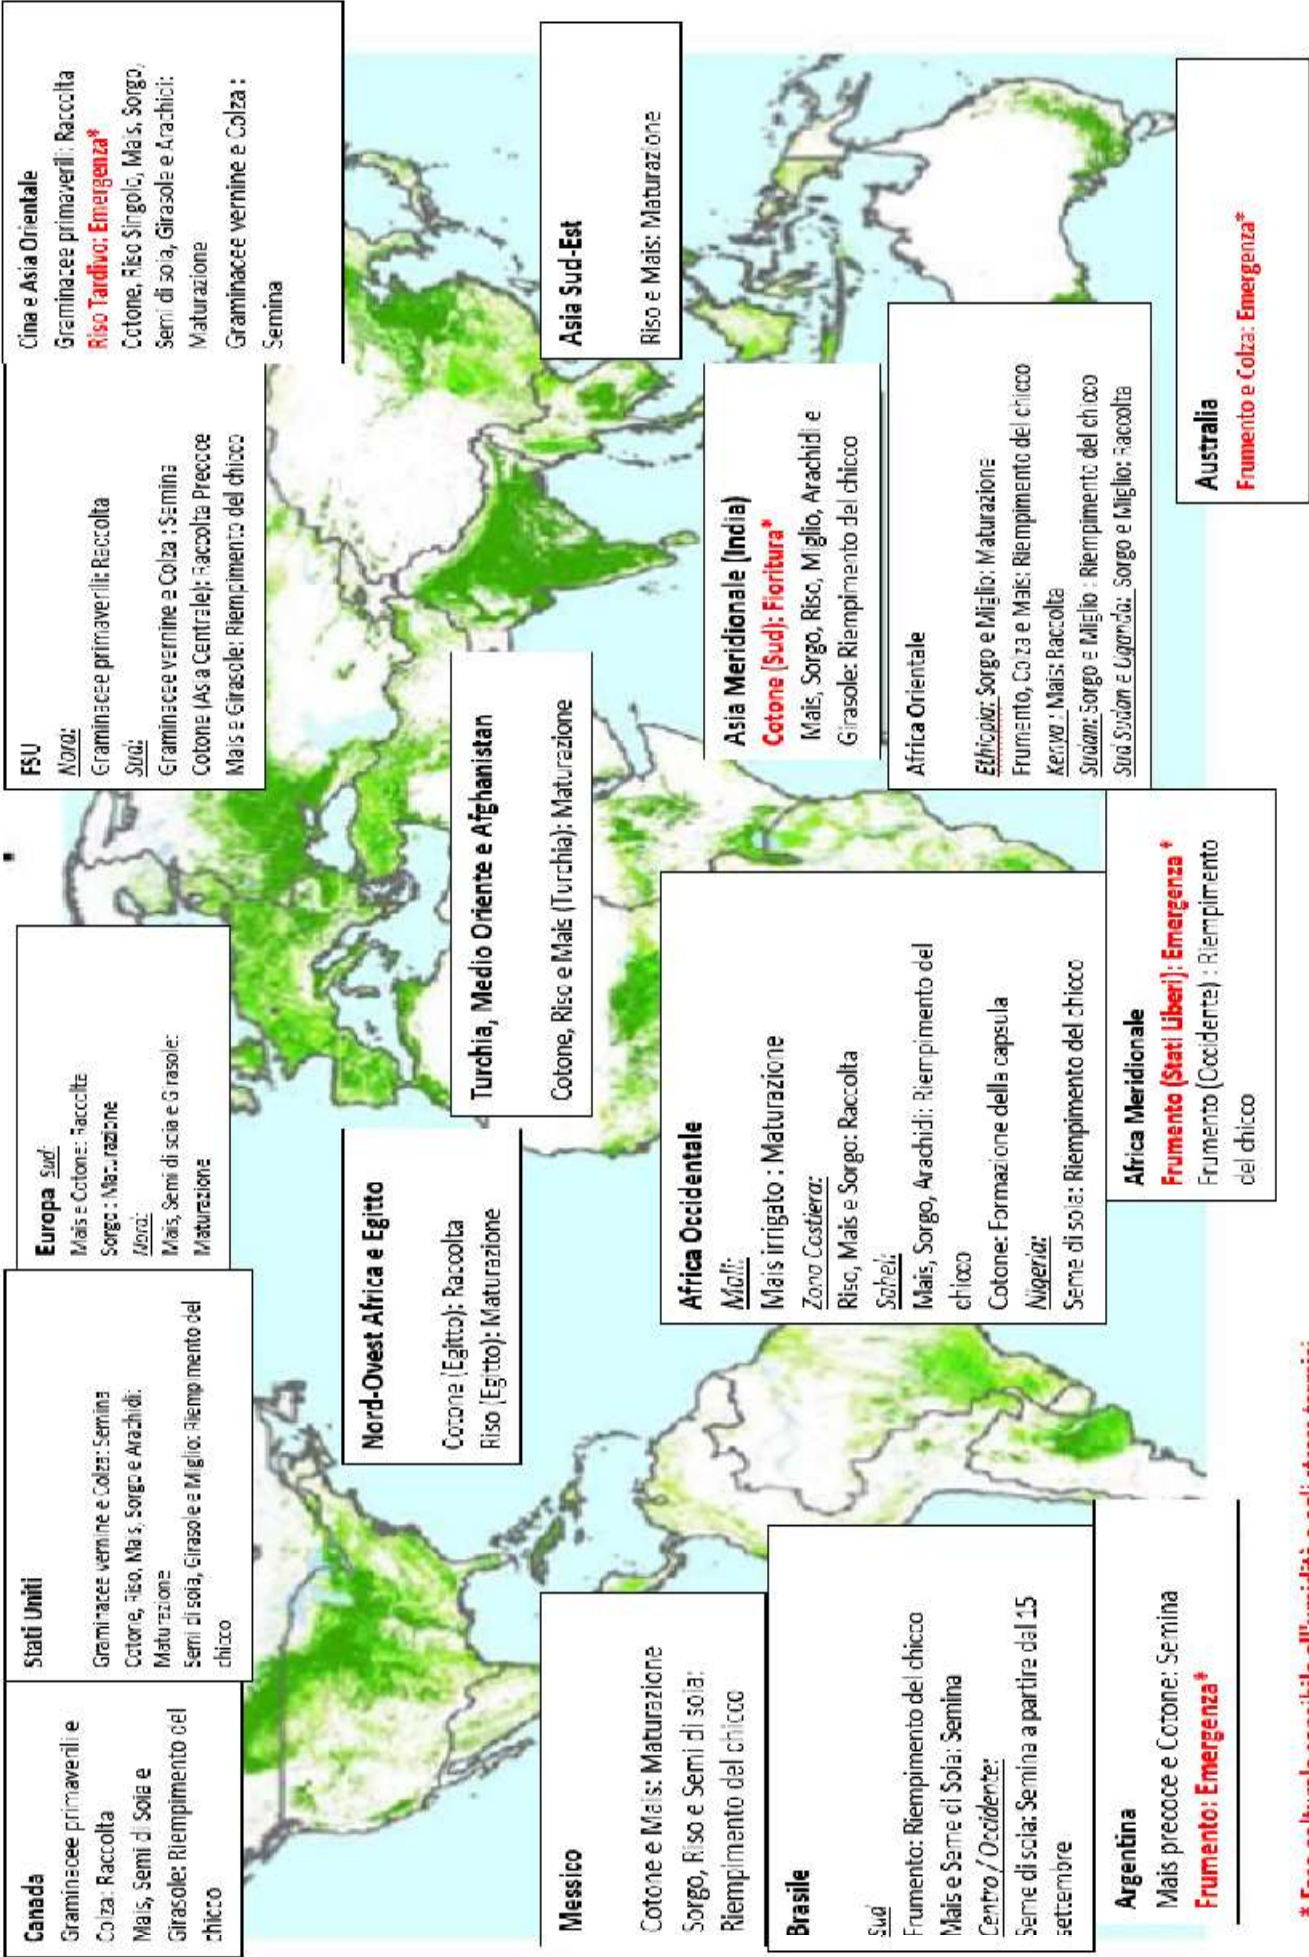 Canada
Graminacee primaverili e
Colza: Raccolta
Mais, Semi di Soia e
Girasole: Riempimento del
chicco
Stati Uniti
Graminacee vernine e Colza: Semina
Cotone, Riso, Mais, Sorgo e Arachidi:
Maturazione
Semi di soia, Girasole e Miglio: Riempimento del
chicco
Europa Sud:
Mais e Cotone: Raccolta
Sorgo: Maturazione
Nord:
Mais, Semi di soia e Girasole:
Maturazione
FSU
Nord:
Graminacee primaverili: Raccolta
Sud:
Graminacee vernine e Colza : Semina
Cotone (Asia Centrale): Raccolta Precoce
Mais e Girasole: Riempimento del chicco
Cina e Asia Orientale
Graminacee primaverili: Raccolta
Riso Tardivo: Emergenza*
Cotone, Riso Singolo, Mais, Sorgo,
Semi di soia, Girasole e Arachidi:
Maturazione
Graminacee vernine e Colza :
Semina
Nord-Ovest Africa e Egitto
Cotone (Egitto): Raccolta
Riso (Egitto): Maturazione
Turchia, Medio Oriente e Afghanistan
Cotone, Riso e Mais (Turchia): Maturazione
Asia Sud-Est
Riso e Mais: Maturazione
Messico
Cotone e Mais: Maturazione
Sorgo, Riso e Semi di soia:
Riempimento del chicco
Africa Occidentale
Mali:
Mais irrigato : Maturazione
Zona Costiera:
Riso, Mais e Sorgo: Raccolta
Sahel:
Mais, Sorgo, Arachidi: Riempimento del
chicco
Cotone: Formazione della capsula
Nigeria:
Seme di soia: Riempimento del chicco
Asia Meridionale (India)
Cotone (Sud): Fioritura*
Mais, Sorgo, Riso, Miglio, Arachidi e
Girasole: Riempimento del chicco
Brasile
Sud
Frumento: Riempimento del chicco
Mais e Seme di Soia: Semina
Centro / Occidente:
Seme di soia: Semina a partire dal 15
settembre
Africa Orientale
Ethiopia: Sorgo e Miglio: Maturazione
Frumento, Colza e Mais: Riempimento del chicco
Kenya : Mais: Raccolta
Sudan: Sorgo e Miglio : Riempimento del chicco
Sud Sudan e Uganda: Sorgo e Miglio: Raccolta
Argentina
Mais precoce e Cotone: Semina
Frumento: Emergenza*
Africa Meridionale
Frumento (Stati Liberi): Emergenza *
Frumento (Occidente) : Riempimento
del chicco
Australia
Frumento e Colza: Emergenza*